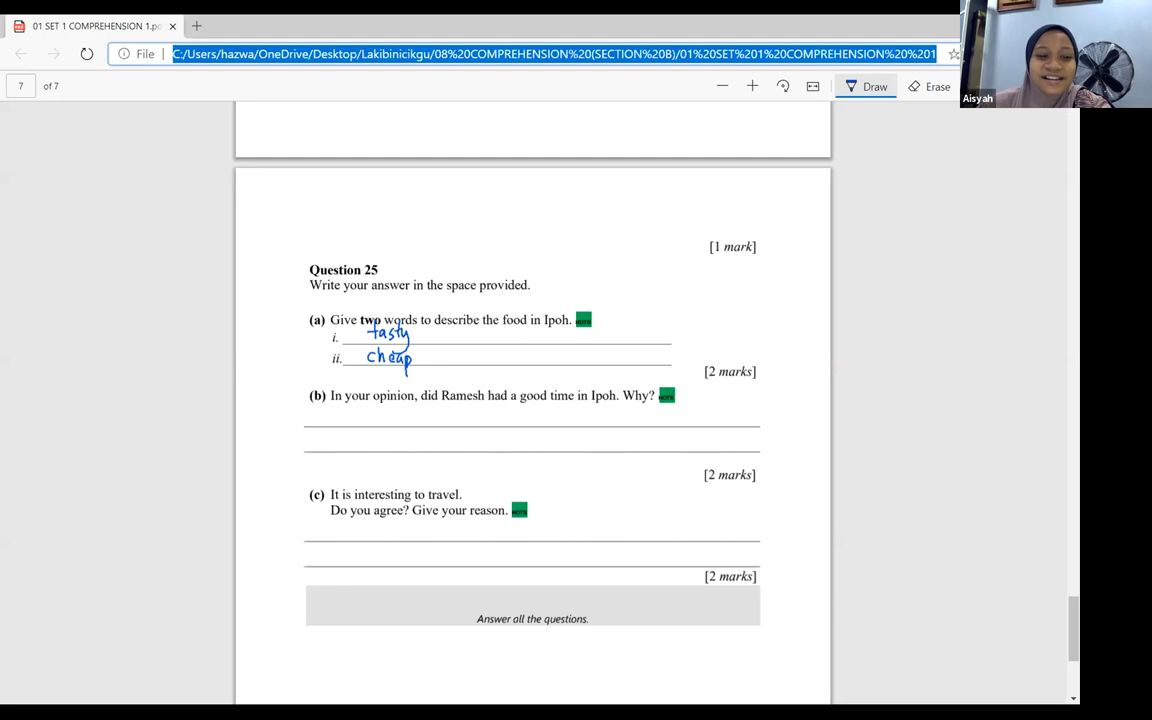 01 SET 1 COMPREHENSION 1.pd
File
C:/Users/hazwa/OneDrive/Desktop/Lakibinicikgu/08%20COMPREHENSION%20(SECTION%20B)/01%20SET%201%20COMPREHENSION%20%201
7 of 7
Draw
Erase
Aisyah
[1 mark]
Question 25
Write your answer in the space provided.
(a) Give two words to describe the food in Ipoh. HOTS
i. tasty
ii. cheap
[2 marks]
(b) In your opinion, did Ramesh had a good time in Ipoh. Why? HOTS
[2 marks]
(c) It is interesting to travel.
Do you agree? Give your reason. HOTS
[2 marks]
Answer all the questions.